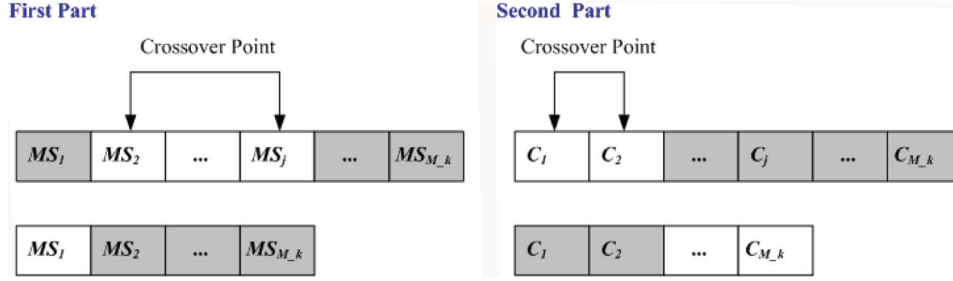 First Part
Crossover Point
MS1 MS2 ... MSj ... MSM_k
MS1 MS2 ... MSM_k
Second Part
Crossover Point
C1 C2 ... Cj ... CM_k
C1 C2 ... CM_k